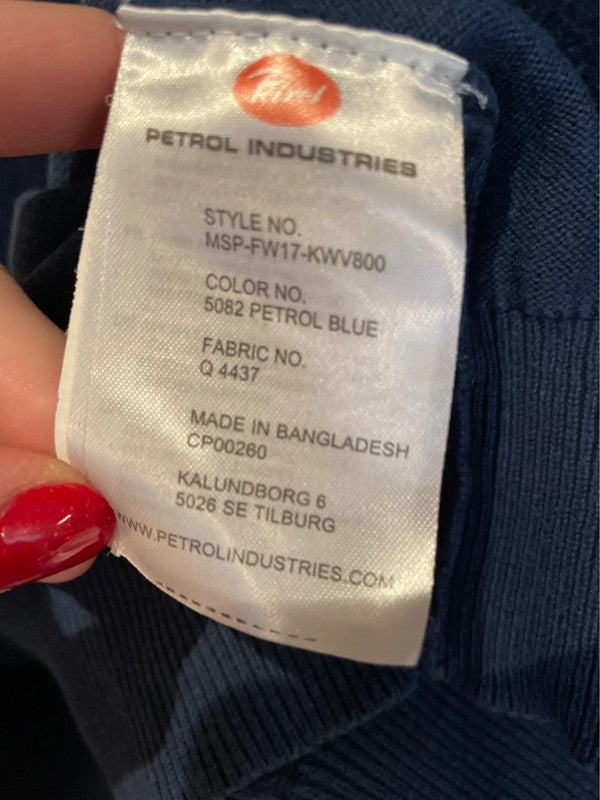 Petrol
PETROL INDUSTRIES
STYLE NO.
MSP-FW17-KWV800
COLOR NO.
5082 PETROL BLUE
FABRIC NO.
Q 4437
MADE IN BANGLADESH
CP00260
KALUNDBORG 6
5026 SE TILBURG
WWW.PETROLINDUSTRIES.COM